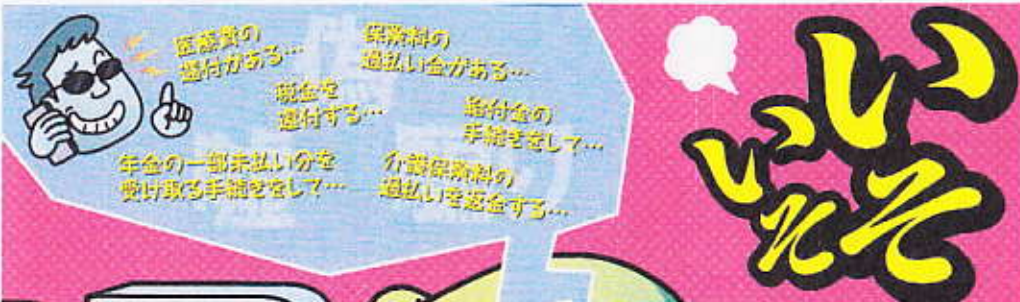 医療費の
還付がある…
保険料の
過払い金がある…
税金を
還付する…
給付金の
手続きをして…
年金の一部未払い分を
受け取る手続きをして…
介護保険料の
過払いを返金する…
いそ
いそ